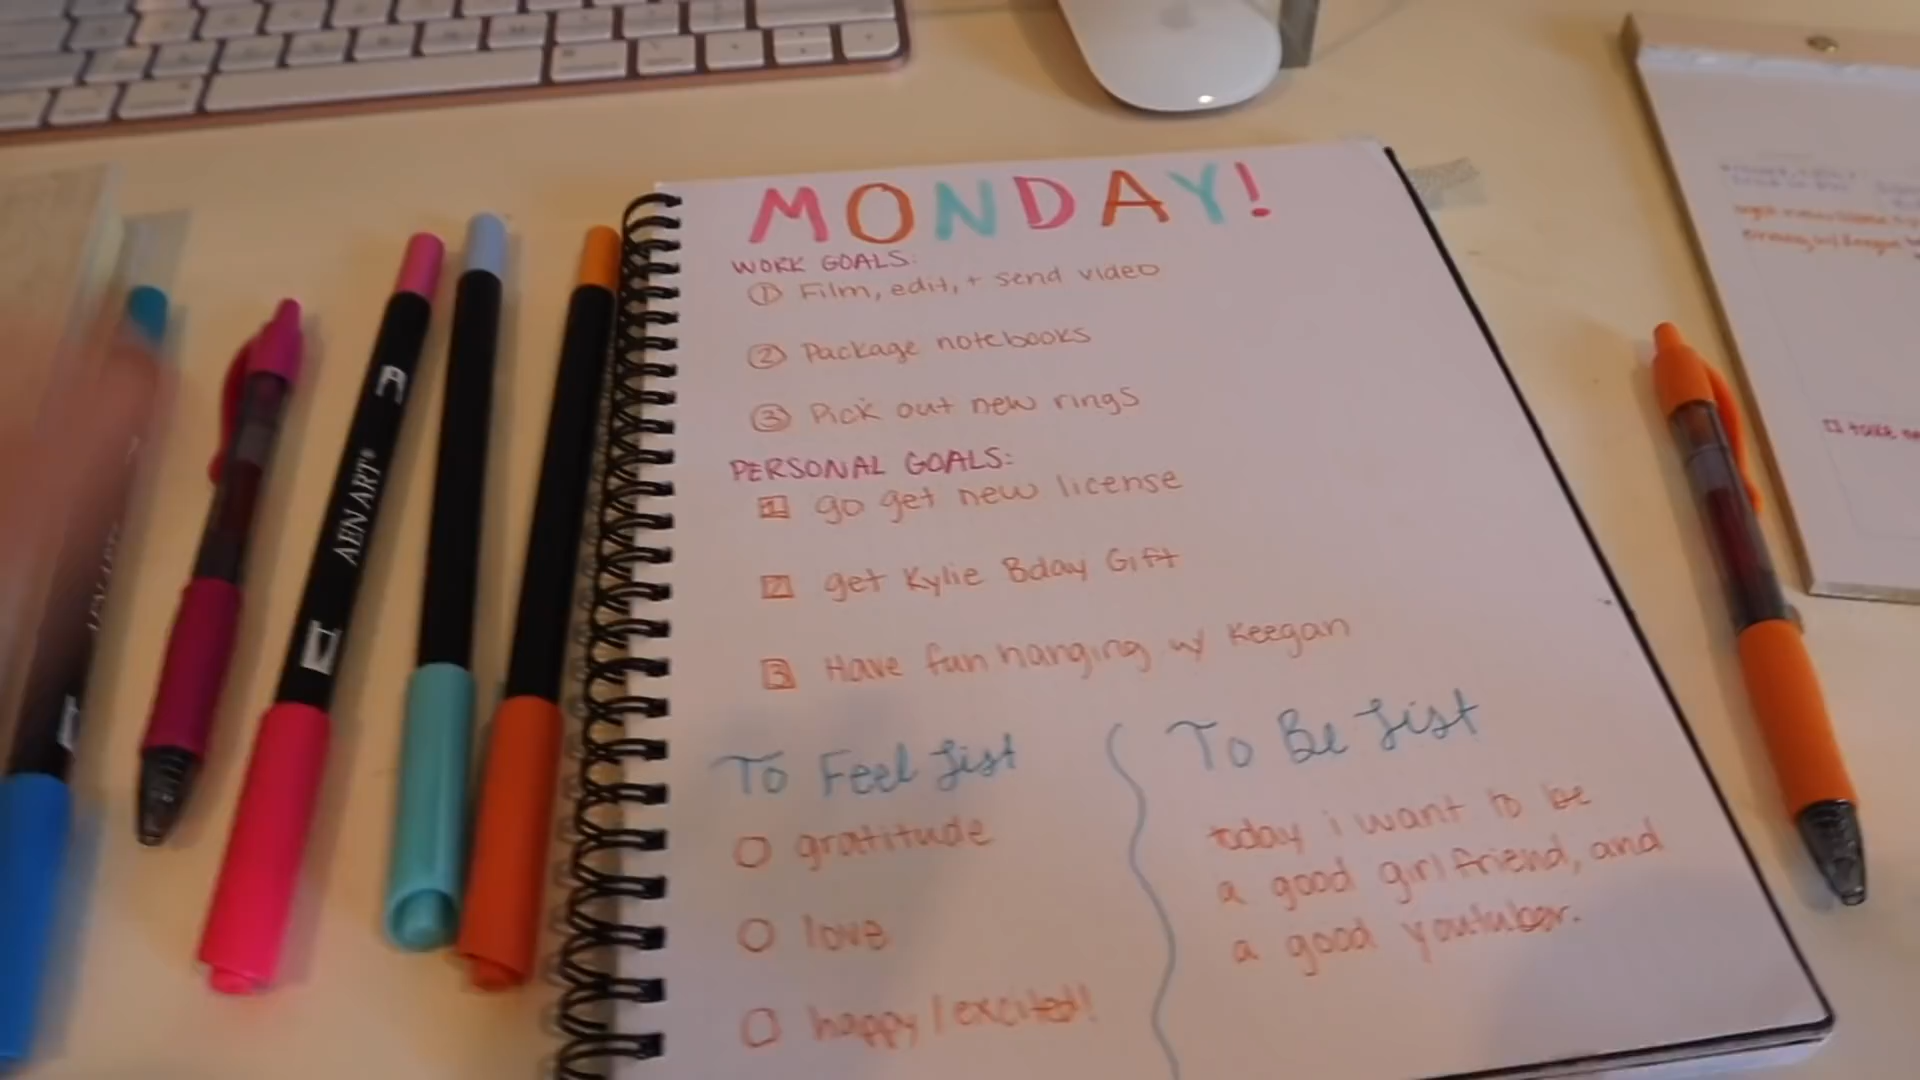 MONDAY!
WORK GOALS:
① Film, edit, + send video
② Package notebooks
③ Pick out new rings
PERSONAL GOALS:
1 go get new license
2 get Kylie Bday Gift
3 Have fun hanging w/ Keegan
To Feel List
gratitude
love
happy/excited!
To Be List
today i want to be
a good girlfriend, and
a good youtuber.
take